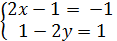 2x − 1 = −1
1 − 2y = 1